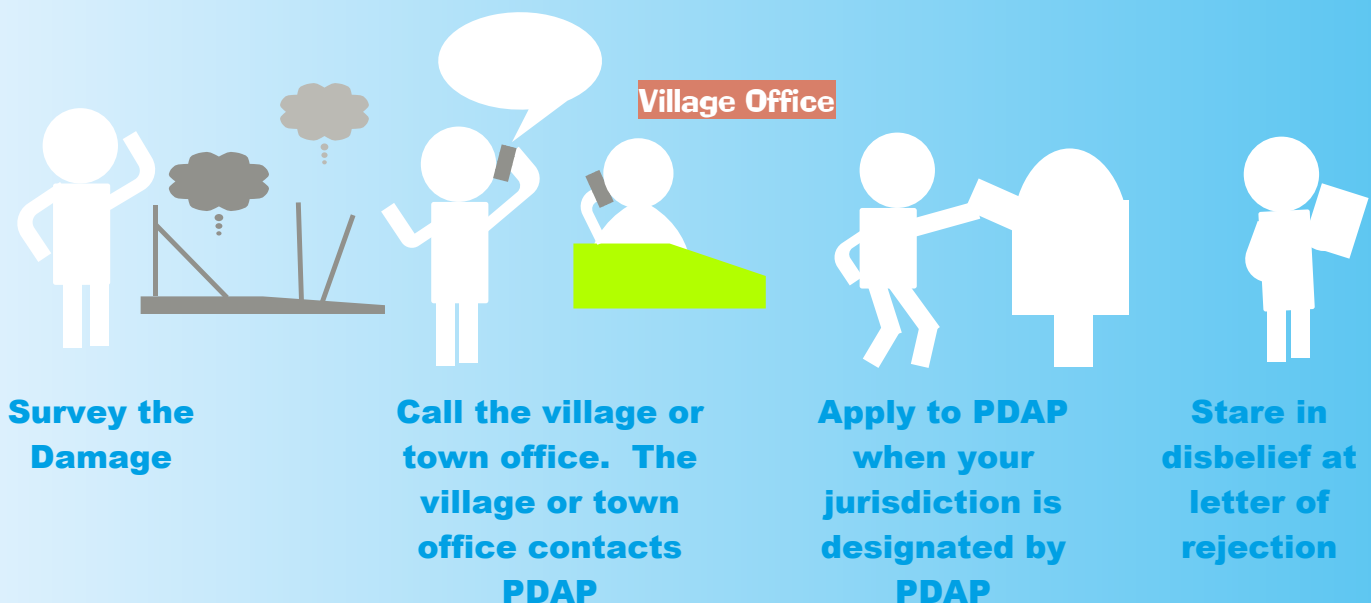 Village Office
Survey the
Damage
Call the village or
town office.  The
village or town
office contacts
PDAP
Apply to PDAP
when your
jurisdiction is
designated by
PDAP
Stare in
disbelief at
letter of
rejection